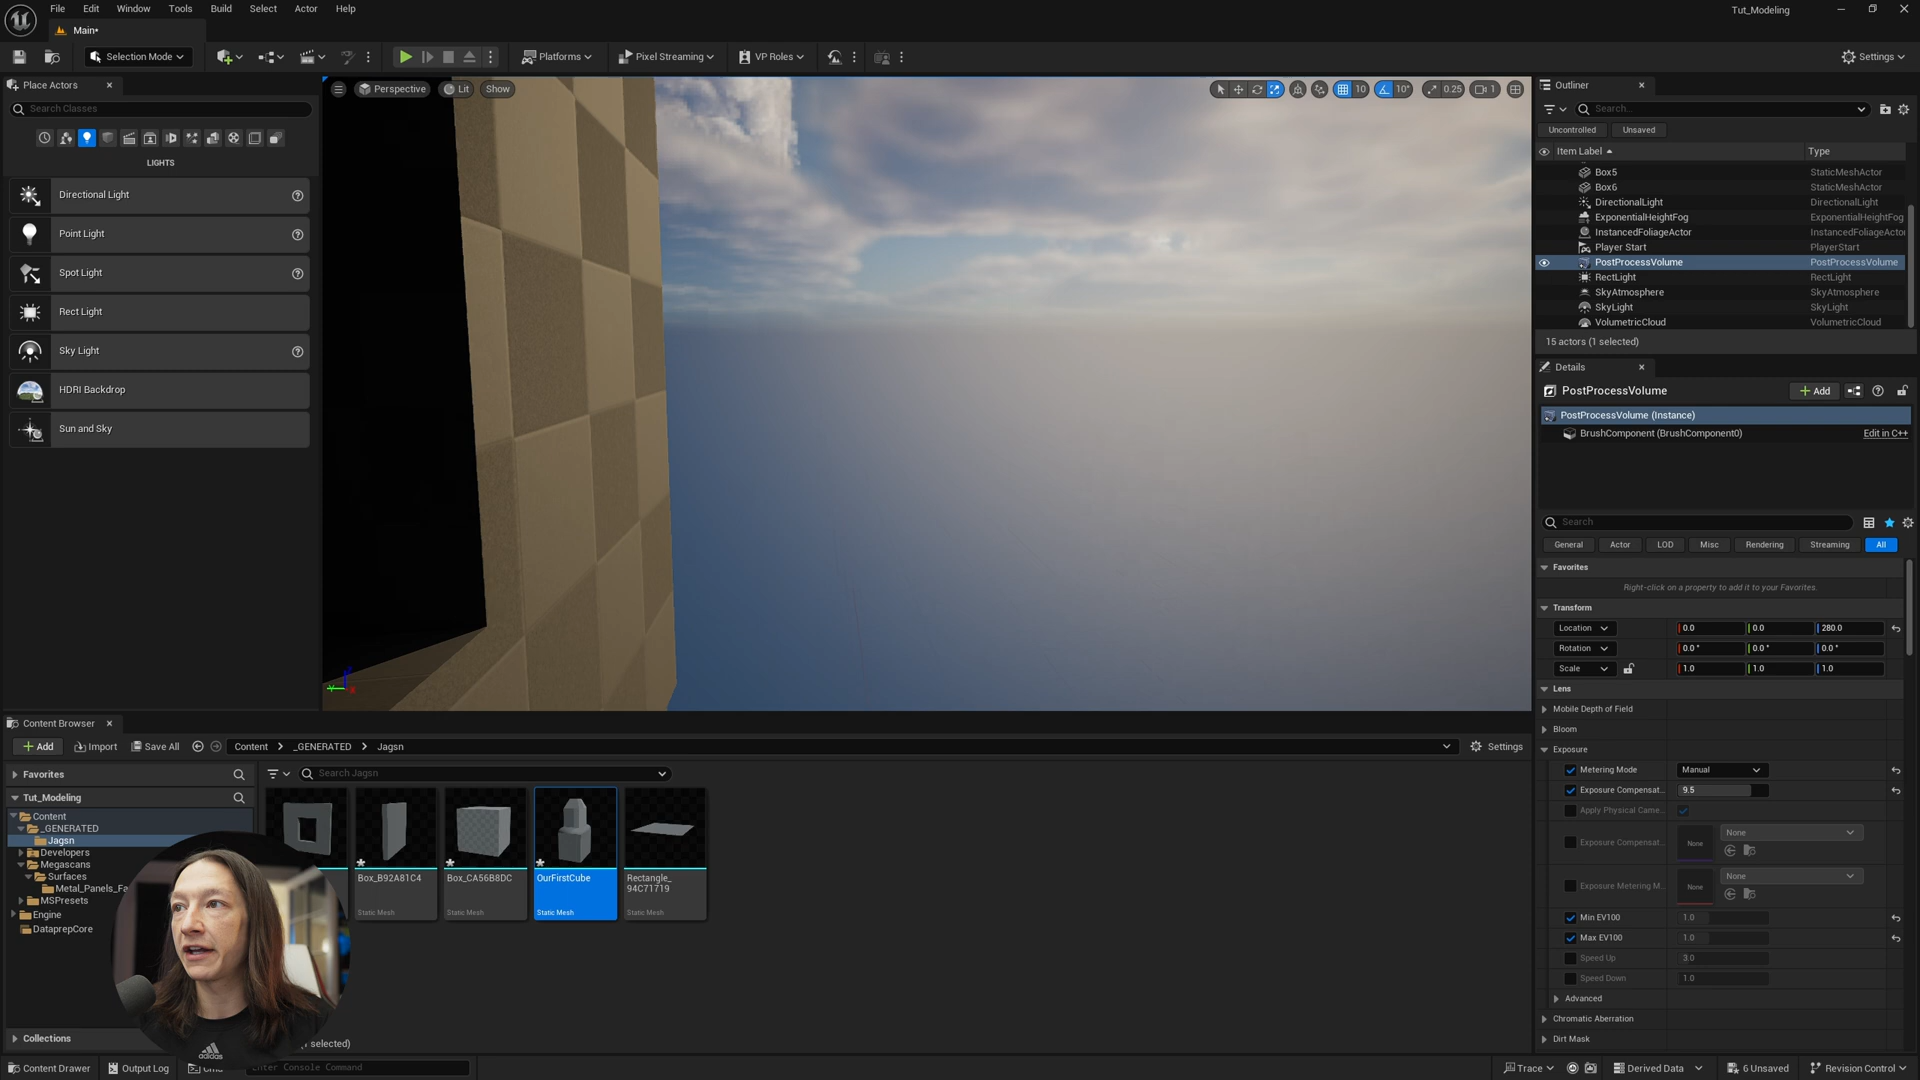 File Edit Window Tools Build Select Actor Help
Tut_Modeling
Main•
Selection Mode
Platforms
Pixel Streaming
VP Roles
Settings
Place Actors
Search Classes
LIGHTS
Directional Light
Point Light
Spot Light
Rect Light
Sky Light
HDRI Backdrop
Sun and Sky
Perspective
Lit
Show
10
10°
0.25
1
Outliner
Search...
Uncontrolled
Unsaved
Item Label
Type
Box5 StaticMeshActor
Box6 StaticMeshActor
DirectionalLight DirectionalLight
ExponentialHeightFog ExponentialHeightFog
InstancedFoliageActor InstancedFoliageActor
Player Start PlayerStart
PostProcessVolume PostProcessVolume
RectLight RectLight
SkyAtmosphere SkyAtmosphere
SkyLight SkyLight
VolumetricCloud VolumetricCloud
15 actors (1 selected)
Details
PostProcessVolume
+ Add
PostProcessVolume (Instance)
BrushComponent (BrushComponent0)
Edit in C++
Search
General Actor LOD Misc Rendering Streaming All
Favorites
Right-click on a property to add it to your Favorites.
Transform
Location 0.0 0.0 280.0
Rotation 0.0° 0.0° 0.0°
Scale 1.0 1.0 1.0
Lens
Mobile Depth of Field
Bloom
Exposure
Metering Mode Manual
Exposure Compensat... 9.5
Apply Physical Came...
Exposure Compensat... None None
Exposure Metering M... None None
Min EV100 1.0
Max EV100 1.0
Speed Up 3.0
Speed Down 1.0
Advanced
Chromatic Aberration
Dirt Mask
Content Browser
+ Add
Import
Save All
Content > _GENERATED > Jagsn
Settings
Favorites
Search Jagsn
Tut_Modeling
Content
_GENERATED
Jagsn
Developers
Megascans
Surfaces
Metal_Panels_Fa
MSPresets
Engine
DataprepCore
Collections
Box_B92A81C4
Static Mesh
Box_CA56B8DC
Static Mesh
OurFirstCube
Static Mesh
Rectangle_
94C71719
Static Mesh
selected)
adidas
Content Drawer
Output Log
Enter Console Command
Trace
Derived Data
6 Unsaved
Revision Control